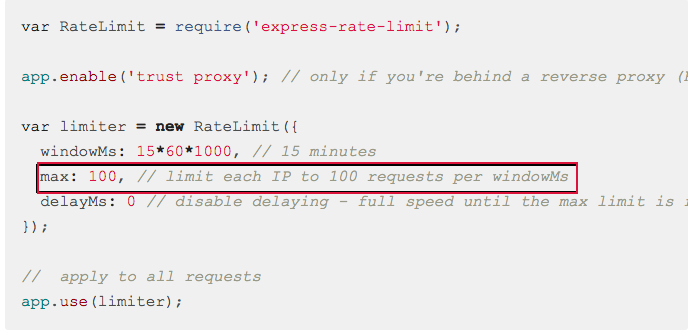 var RateLimit = require('express-rate-limit');
app.enable('trust proxy'); // only if you're behind a reverse proxy (
var limiter = new RateLimit({
windowMs: 15*60*1000, // 15 minutes
max: 100, // limit each IP to 100 requests per windowMs
delayMs: 0 // disable delaying - full speed until the max limit is
});
// apply to all requests
app.use(limiter);